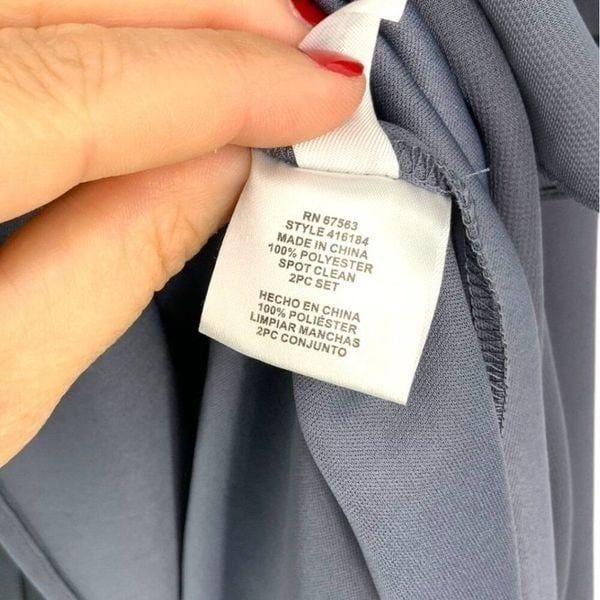 RN 67563
STYLE 416184
MADE IN CHINA
100% POLYESTER
SPOT CLEAN
2PC SET
HECHO EN CHINA
100% POLIÉSTER
LIMPIAR MANCHAS
2PC CONJUNTO